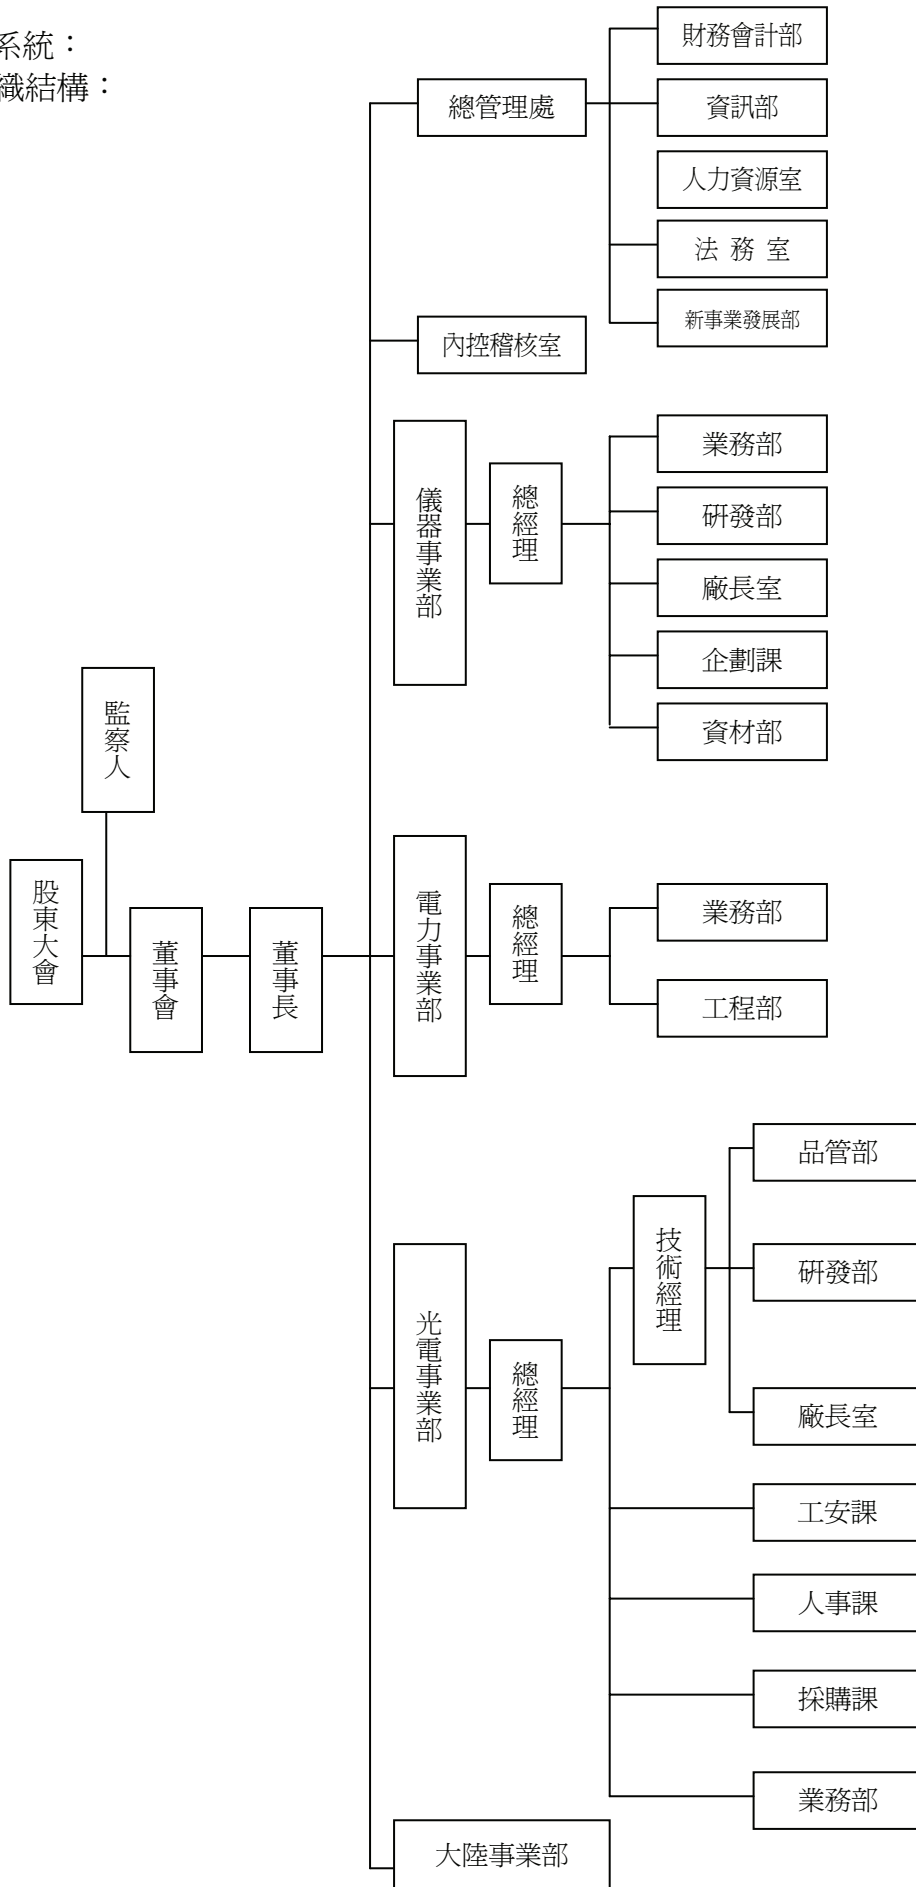 系統：
織結構：
財務會計部
總管理處
資訊部
人力資源室
法 務 室
新事業發展部
內控稽核室
儀器事業部
總經理
業務部
研發部
廠長室
企劃課
資材部
監察人
股東大會
董事會
董事長
電力事業部
總經理
業務部
工程部
光電事業部
總經理
技術經理
品管部
研發部
廠長室
工安課
人事課
採購課
業務部
大陸事業部